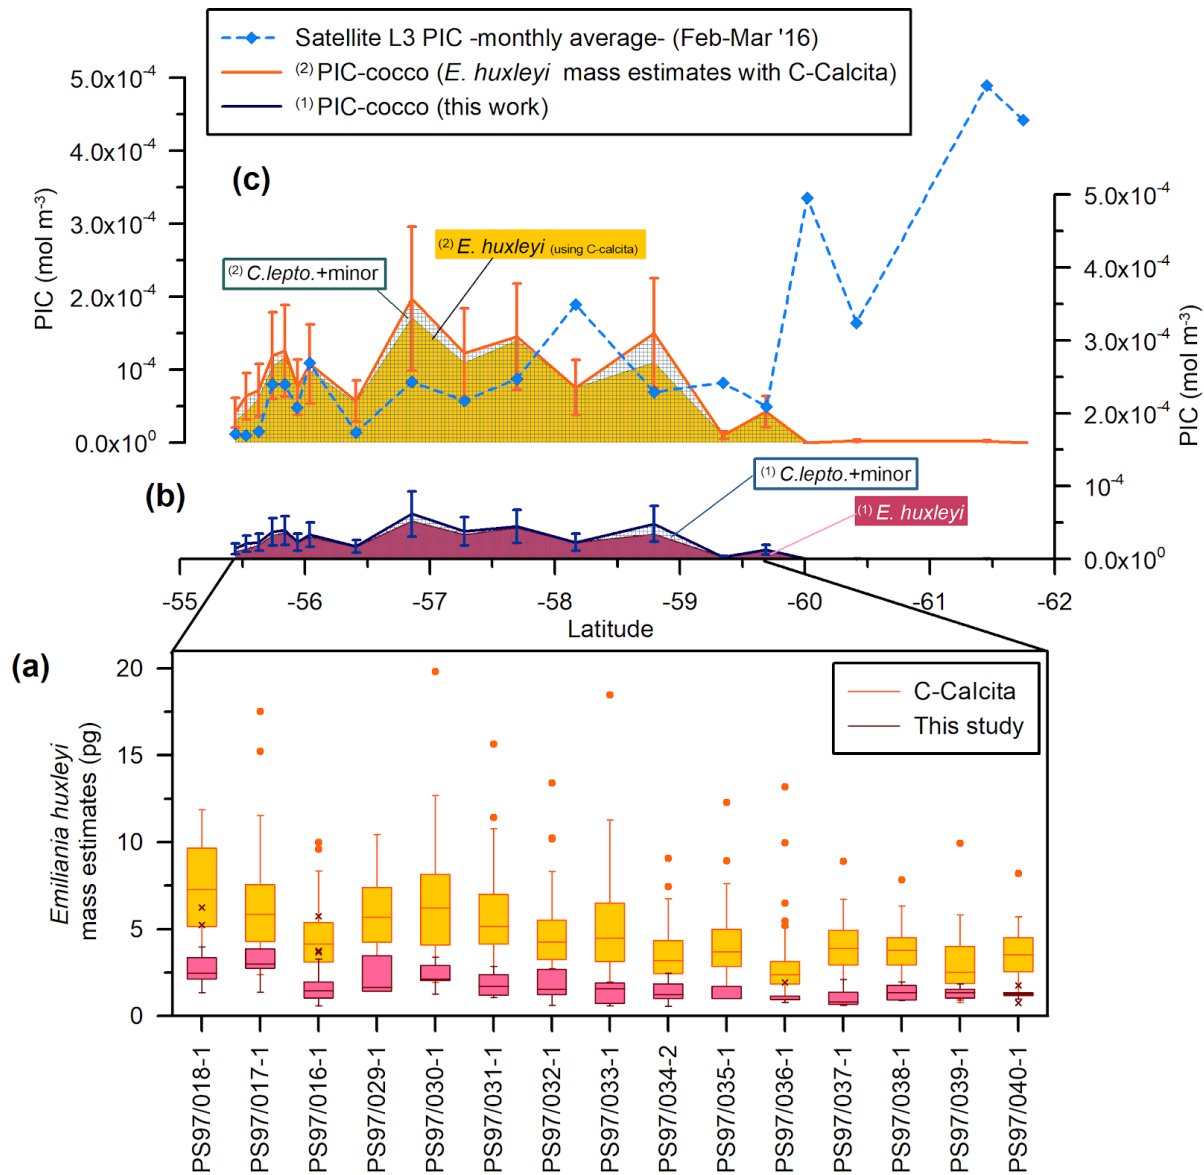 Satellite L3 PIC -monthly average- (Feb-Mar '16)
(2) PIC-cocco (E. huxleyi mass estimates with C-Calcita)
(1) PIC-cocco (this work)
5.0x10-4
4.0x10-4
3.0x10-4
2.0x10-4
10-4
0.0x100
PIC (mol m-3)
(c)
(2) E. huxleyi (using C-calcita)
(2) C.lepto.+minor
5.0x10-4
4.0x10-4
3.0x10-4
2.0x10-4
10-4
0.0x100
PIC (mol m-3)
(b)
(1) C.lepto.+minor
(1) E. huxleyi
-55 -56 -57 -58 -59 -60 -61 -62
Latitude
(a)
C-Calcita
This study
20
15
10
5
0
Emiliania huxleyi
mass estimates (pg)
PS97/018-1
PS97/017-1
PS97/016-1
PS97/029-1
PS97/030-1
PS97/031-1
PS97/032-1
PS97/033-1
PS97/034-2
PS97/035-1
PS97/036-1
PS97/037-1
PS97/038-1
PS97/039-1
PS97/040-1